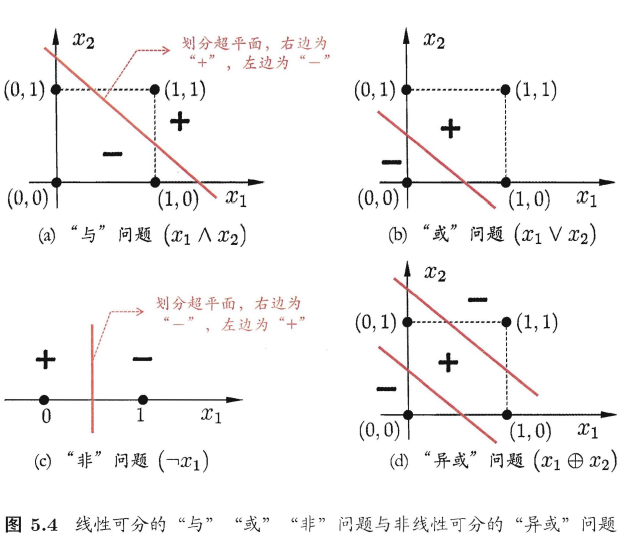 x₂
划分超平面，右边为
“+”，左边为“−”
(0,1)
(1,1)
+
−
(0,0)
(1,0)
x₁
(a) “与” 问题 (x₁ ∧ x₂)
x₂
(0,1)
(1,1)
+
−
(0,0)
(1,0)
x₁
(b) “或” 问题 (x₁ ∨ x₂)
划分超平面，右边为
“−”，左边为“+”
+
−
0
1
x₁
(c) “非” 问题 (¬x₁)
x₂
−
(0,1)
(1,1)
+
−
(0,0)
(1,0)
x₁
(d) “异或” 问题 (x₁ ⊕ x₂)
图 5.4 线性可分的“与”“或”“非”问题与非线性可分的“异或”问题